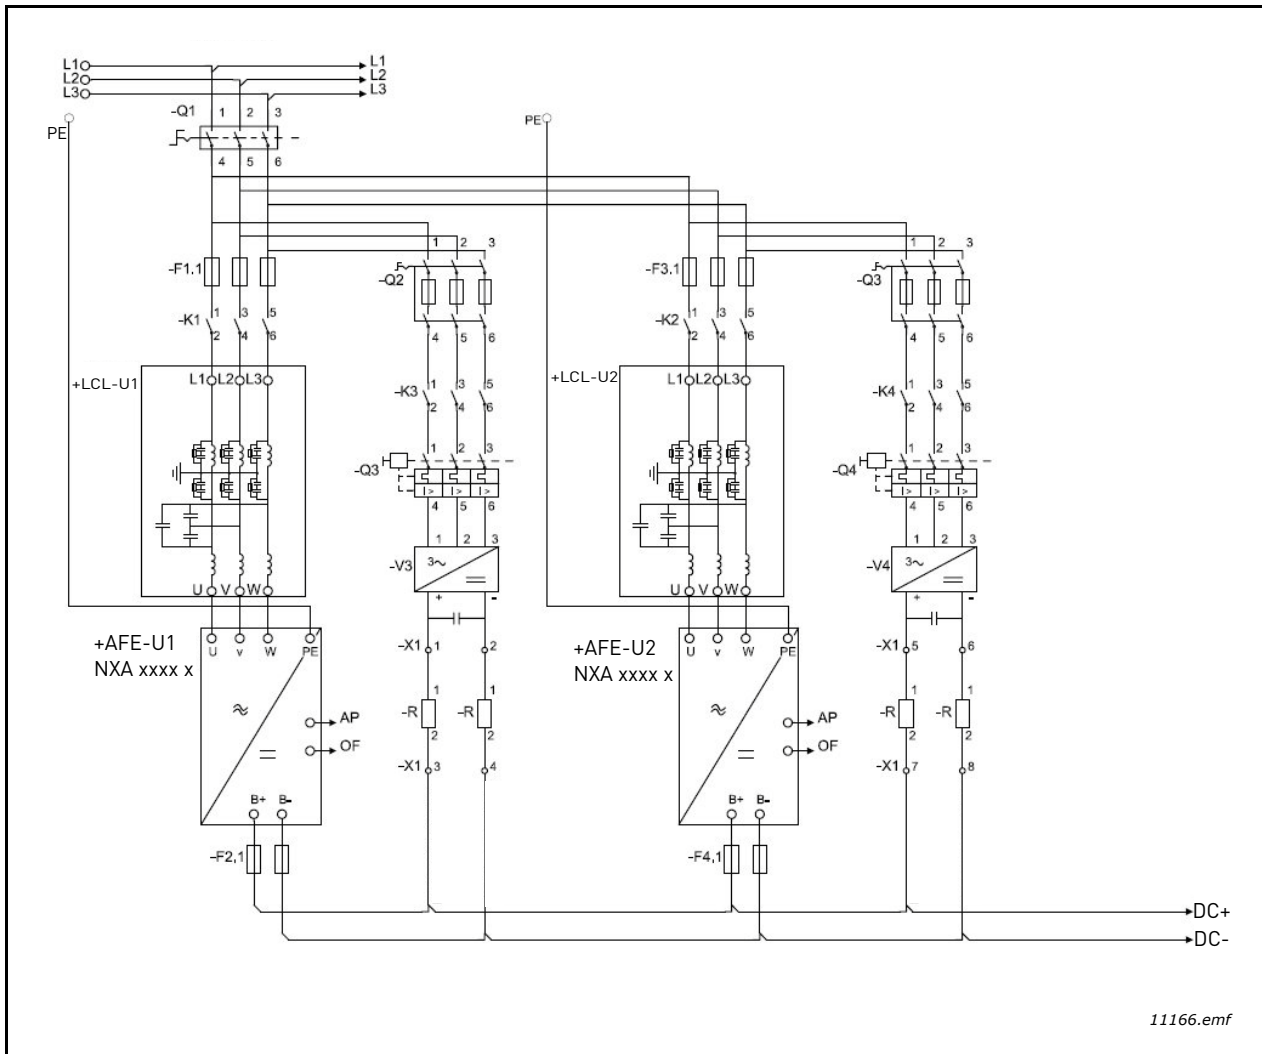 L1 L1
L2 L2
L3 L3
-Q1 1 2 3
PE PE
4 5 6
1 2 3 1 2 3
-F1.1 -Q2 -F3.1 -Q3
-K1 1 3 5 -K2 1 3 5
2 4 6 4 5 6 2 4 6 4 5 6
+LCL-U1 L1 L2 L3 +LCL-U2 L1 L2 L3
-K3 1 3 5 -K4 1 3 5
2 4 6 2 4 6
1 2 3 1 2 3
-Q3 -Q4
I> I> I> I> I> I>
4 5 6 4 5 6
1 2 3 1 2 3
-V3 3~ -V4 3~
U V W U V W
+ - + -
+AFE-U1 U v W PE -X1 1 2 +AFE-U2 U v W PE -X1 5 6
NXA xxxx x NXA xxxx x
1 1 1 1
AP -R -R AP -R -R
2 2 2 2
OF OF
-X1 3 4 -X1 7 8
B+ B- B+ B-
-F2,1 -F4,1
DC+
DC-
11166.emf